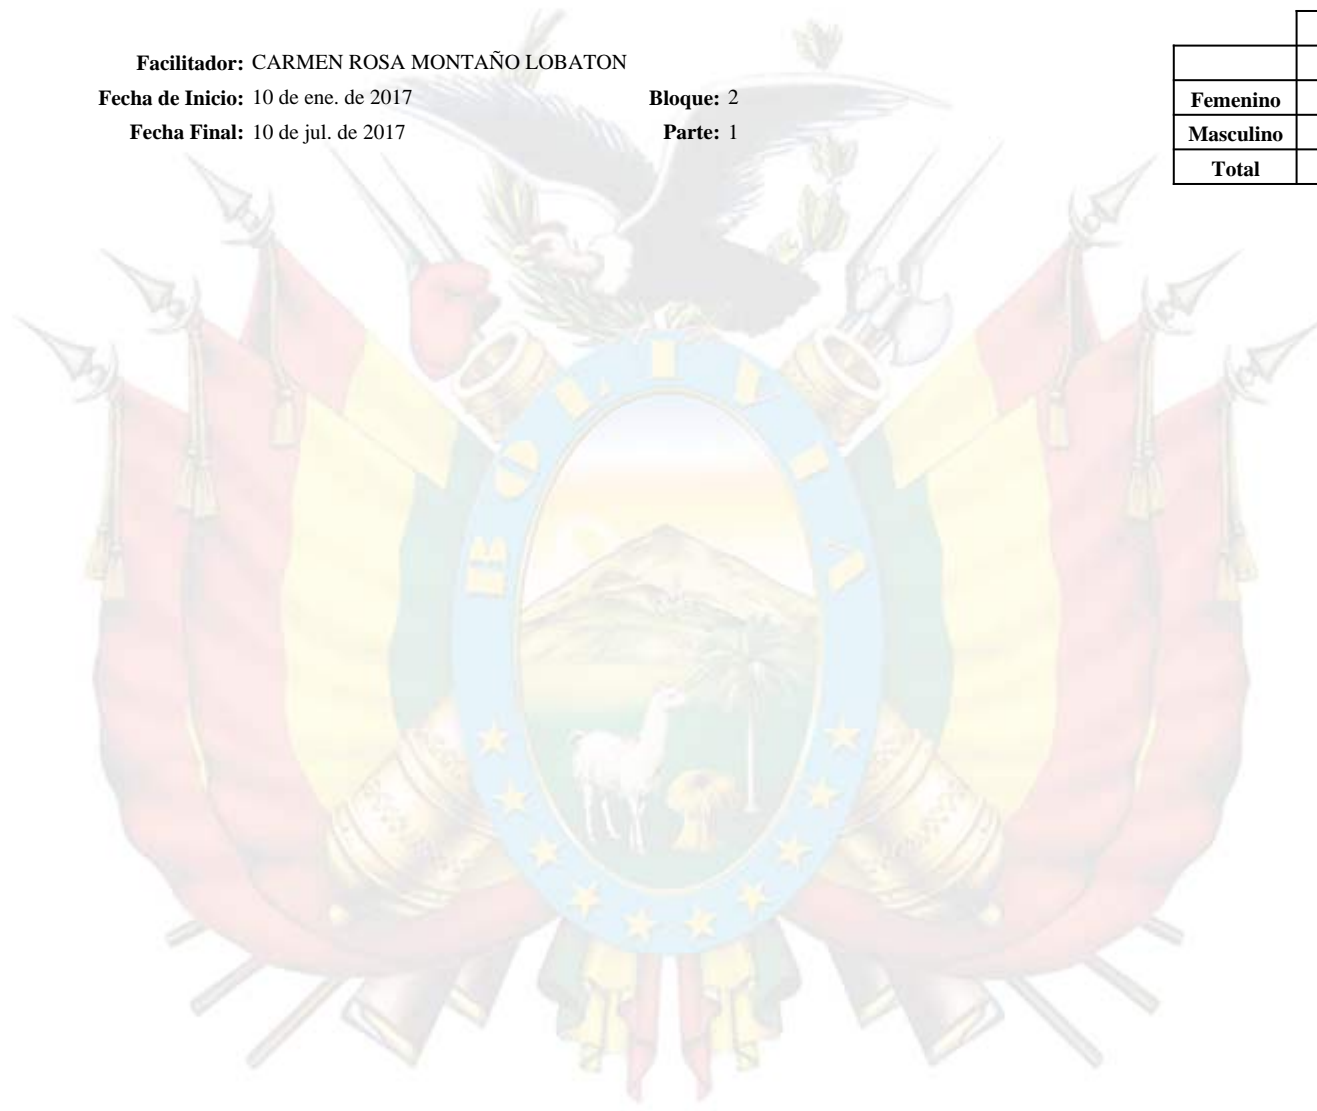 Facilitador: CARMEN ROSA MONTAÑO LOBATON
Fecha de Inicio: 10 de ene. de 2017 Bloque: 2
Fecha Final: 10 de jul. de 2017 Parte: 1
Femenino
Masculino
Total
BOLIVIA